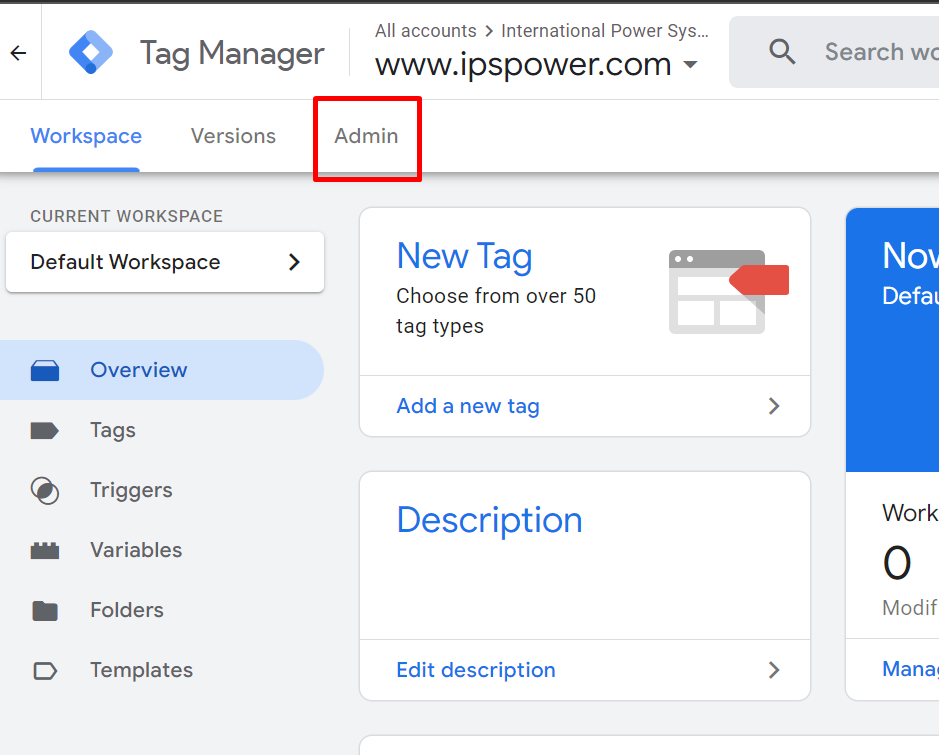 Tag Manager
All accounts > International Power Sys...
www.ipspower.com
Search wo
Workspace Versions Admin
CURRENT WORKSPACE
Default Workspace
Overview
Tags
Triggers
Variables
Folders
Templates
New Tag
Choose from over 50
tag types
Add a new tag
Description
Edit description
Now
Defau
Work
0
Modif
Manag